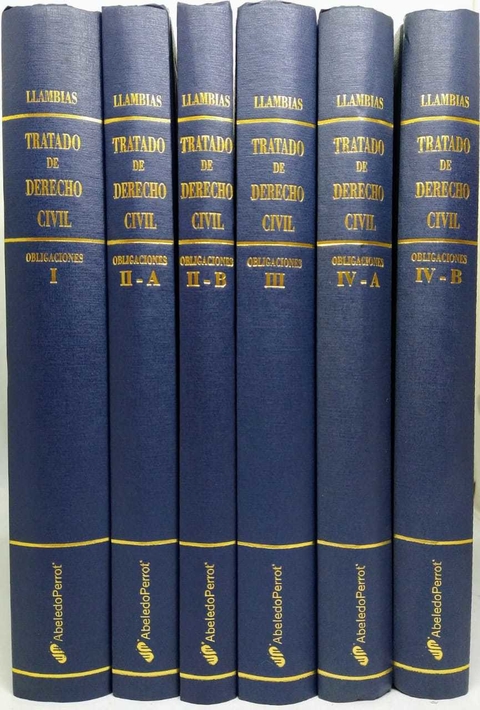 LLAMBIAS
TRATADO
DE
DERECHO
CIVIL
OBLIGACIONES
I
AbeledoPerrot®
LLAMBIAS
TRATADO
DE
DERECHO
CIVIL
OBLIGACIONES
II - A
AbeledoPerrot®
LLAMBIAS
TRATADO
DE
DERECHO
CIVIL
OBLIGACIONES
II - B
AbeledoPerrot®
LLAMBIAS
TRATADO
DE
DERECHO
CIVIL
OBLIGACIONES
III
AbeledoPerrot®
LLAMBIAS
TRATADO
DE
DERECHO
CIVIL
OBLIGACIONES
IV - A
AbeledoPerrot®
LLAMBIAS
TRATADO
DE
DERECHO
CIVIL
OBLIGACIONES
IV - B
AbeledoPerrot®